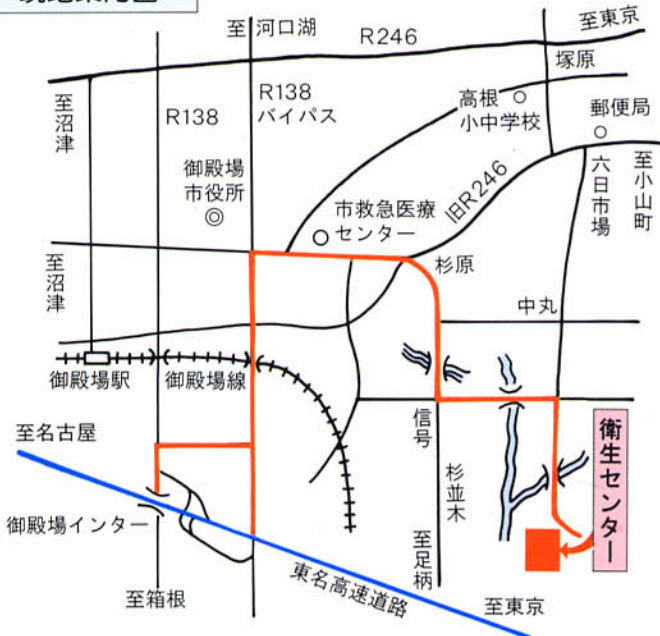 至河口湖
R246
至東京
塚原
至沼津
R138
R138
バイパス
高根
小中学校
郵便局
御殿場
市役所
市救急医療
センター
旧R246
六日市場
至小山町
至沼津
杉原
中丸
御殿場駅
御殿場線
至名古屋
信号
杉並木
衛生センター
御殿場インター
至足柄
東名高速道路
至箱根
至東京